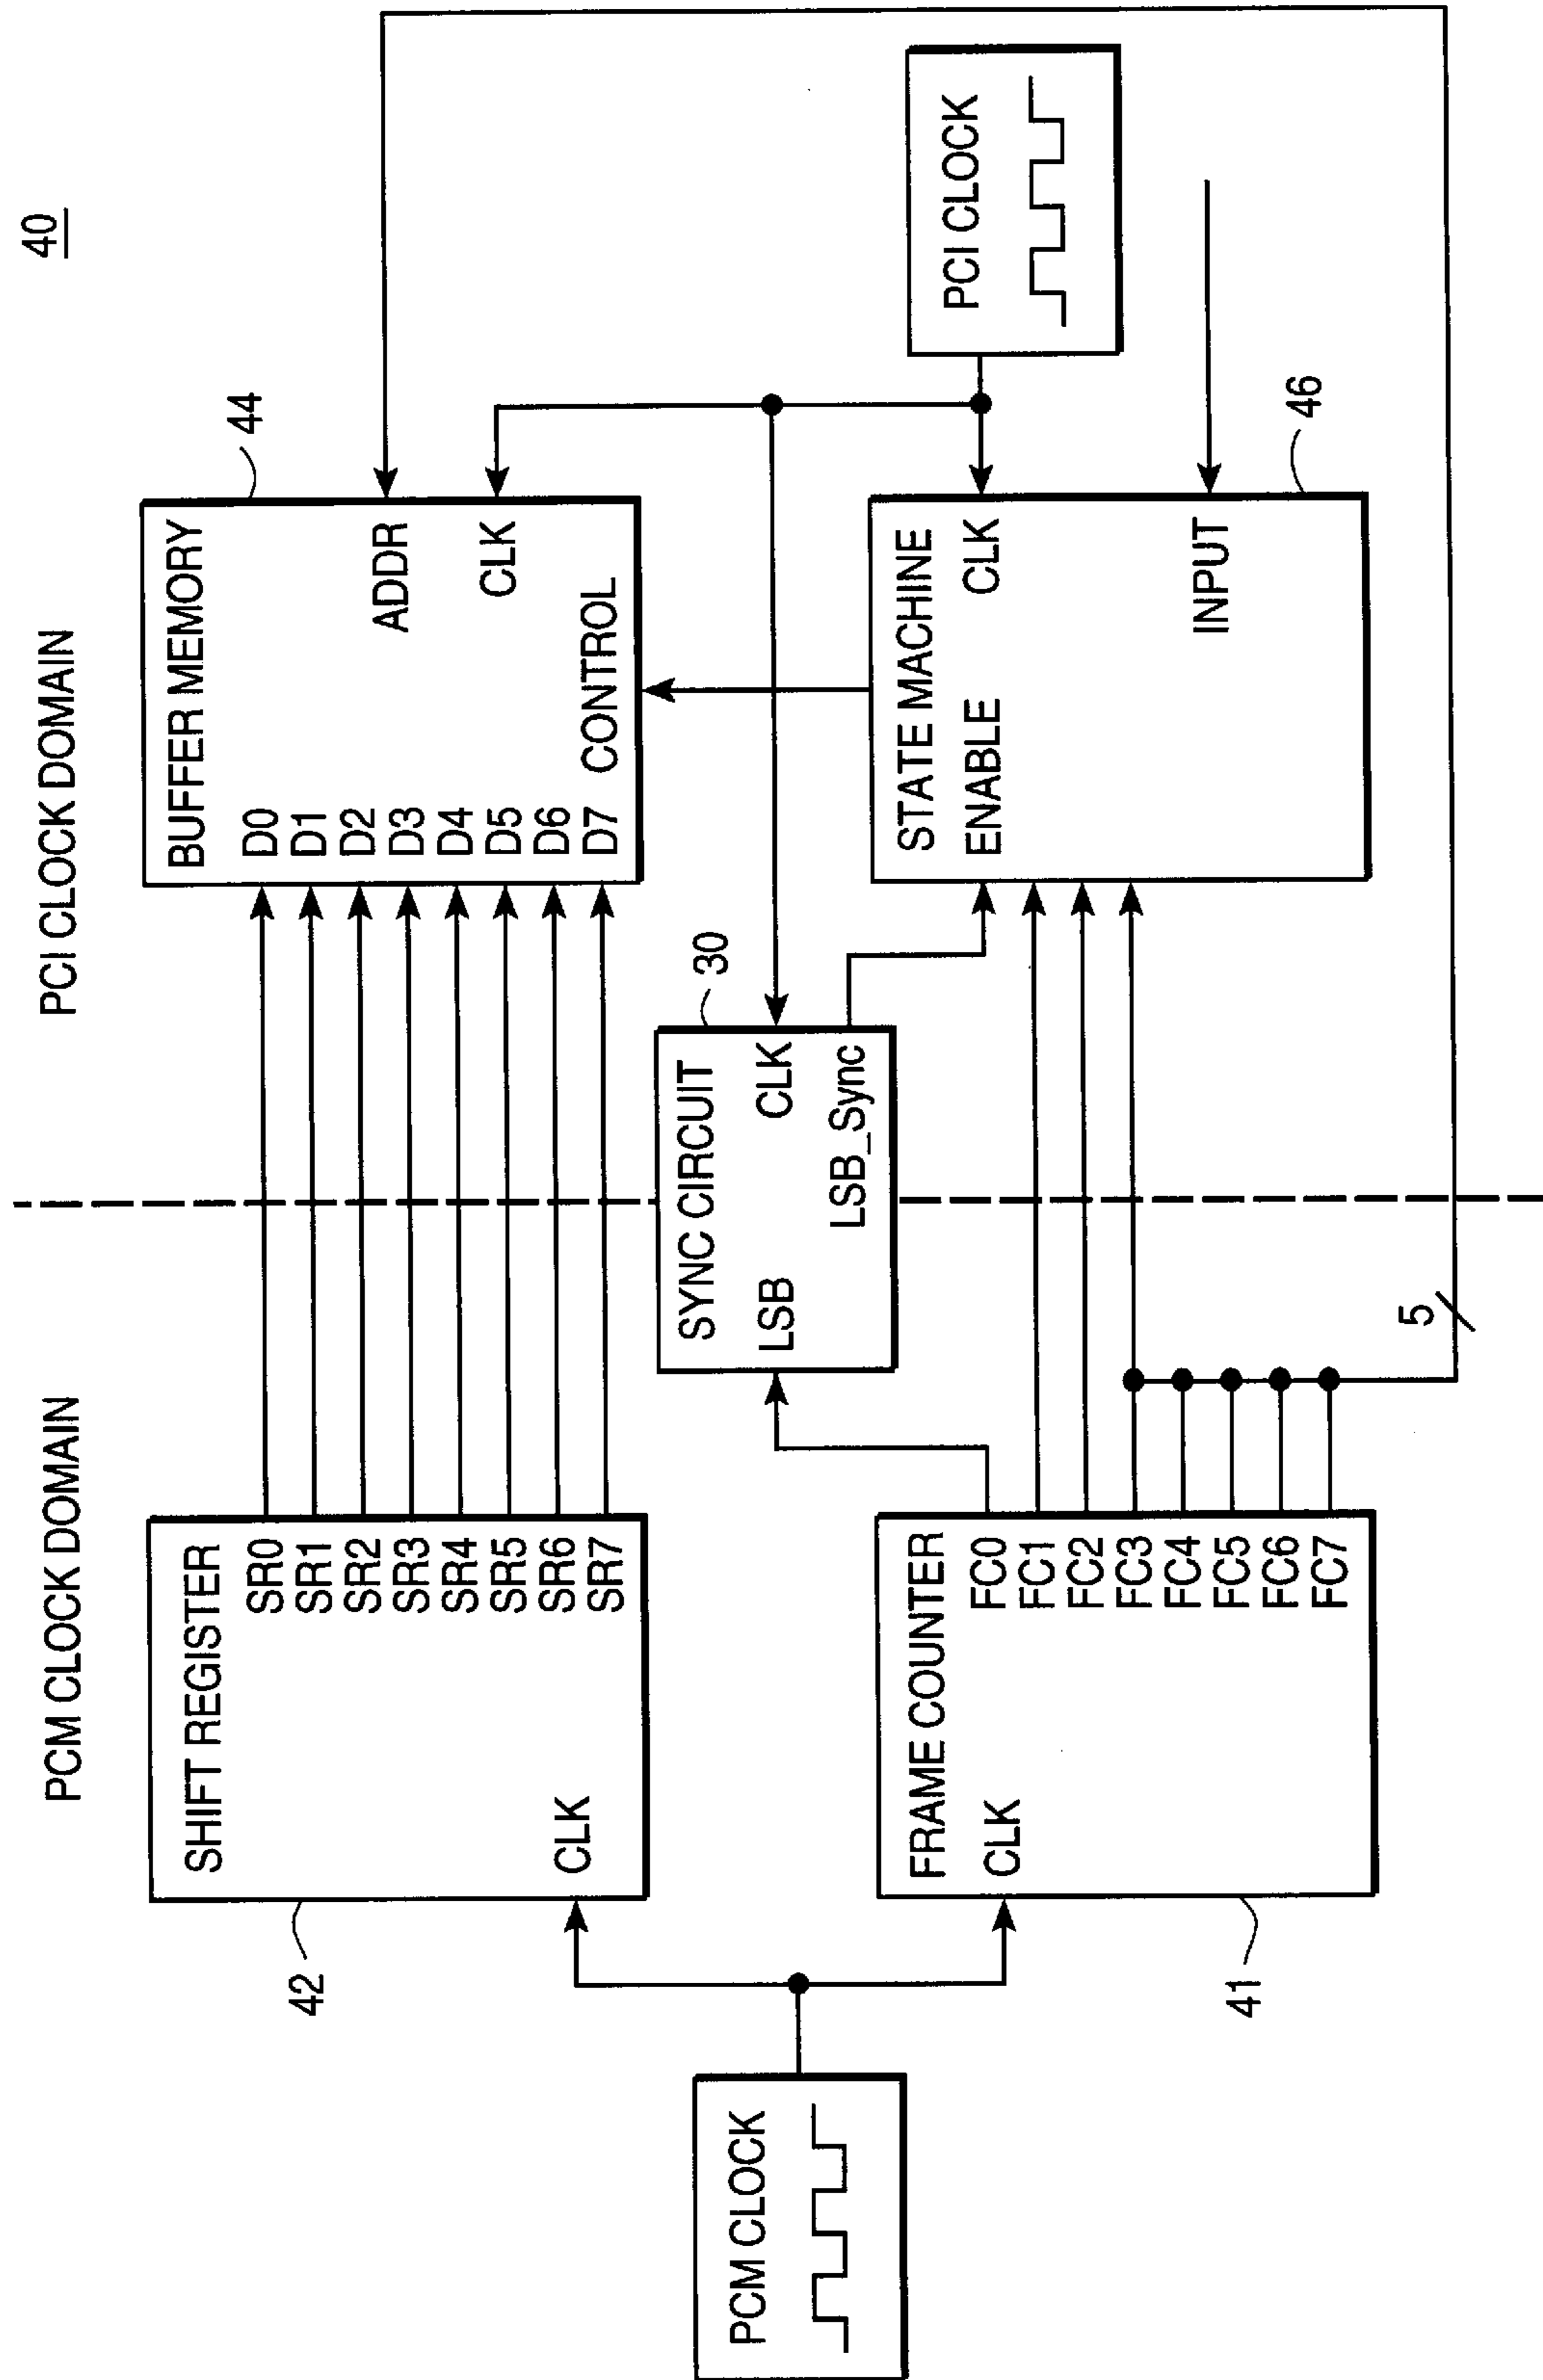 40
PCM CLOCK DOMAIN
PCI CLOCK DOMAIN
42
SHIFT REGISTER
SR0
SR1
SR2
SR3
SR4
SR5
SR6
SR7
CLK
44
BUFFER MEMORY
D0
D1
D2
D3
D4
D5
D6
D7
ADDR
CLK
CONTROL
PCM CLOCK
30
SYNC CIRCUIT
LSB
CLK
LSB_Sync
PCI CLOCK
41
FRAME COUNTER
CLK
FC0
FC1
FC2
FC3
FC4
FC5
FC6
FC7
5
STATE MACHINE
ENABLE
CLK
INPUT
46